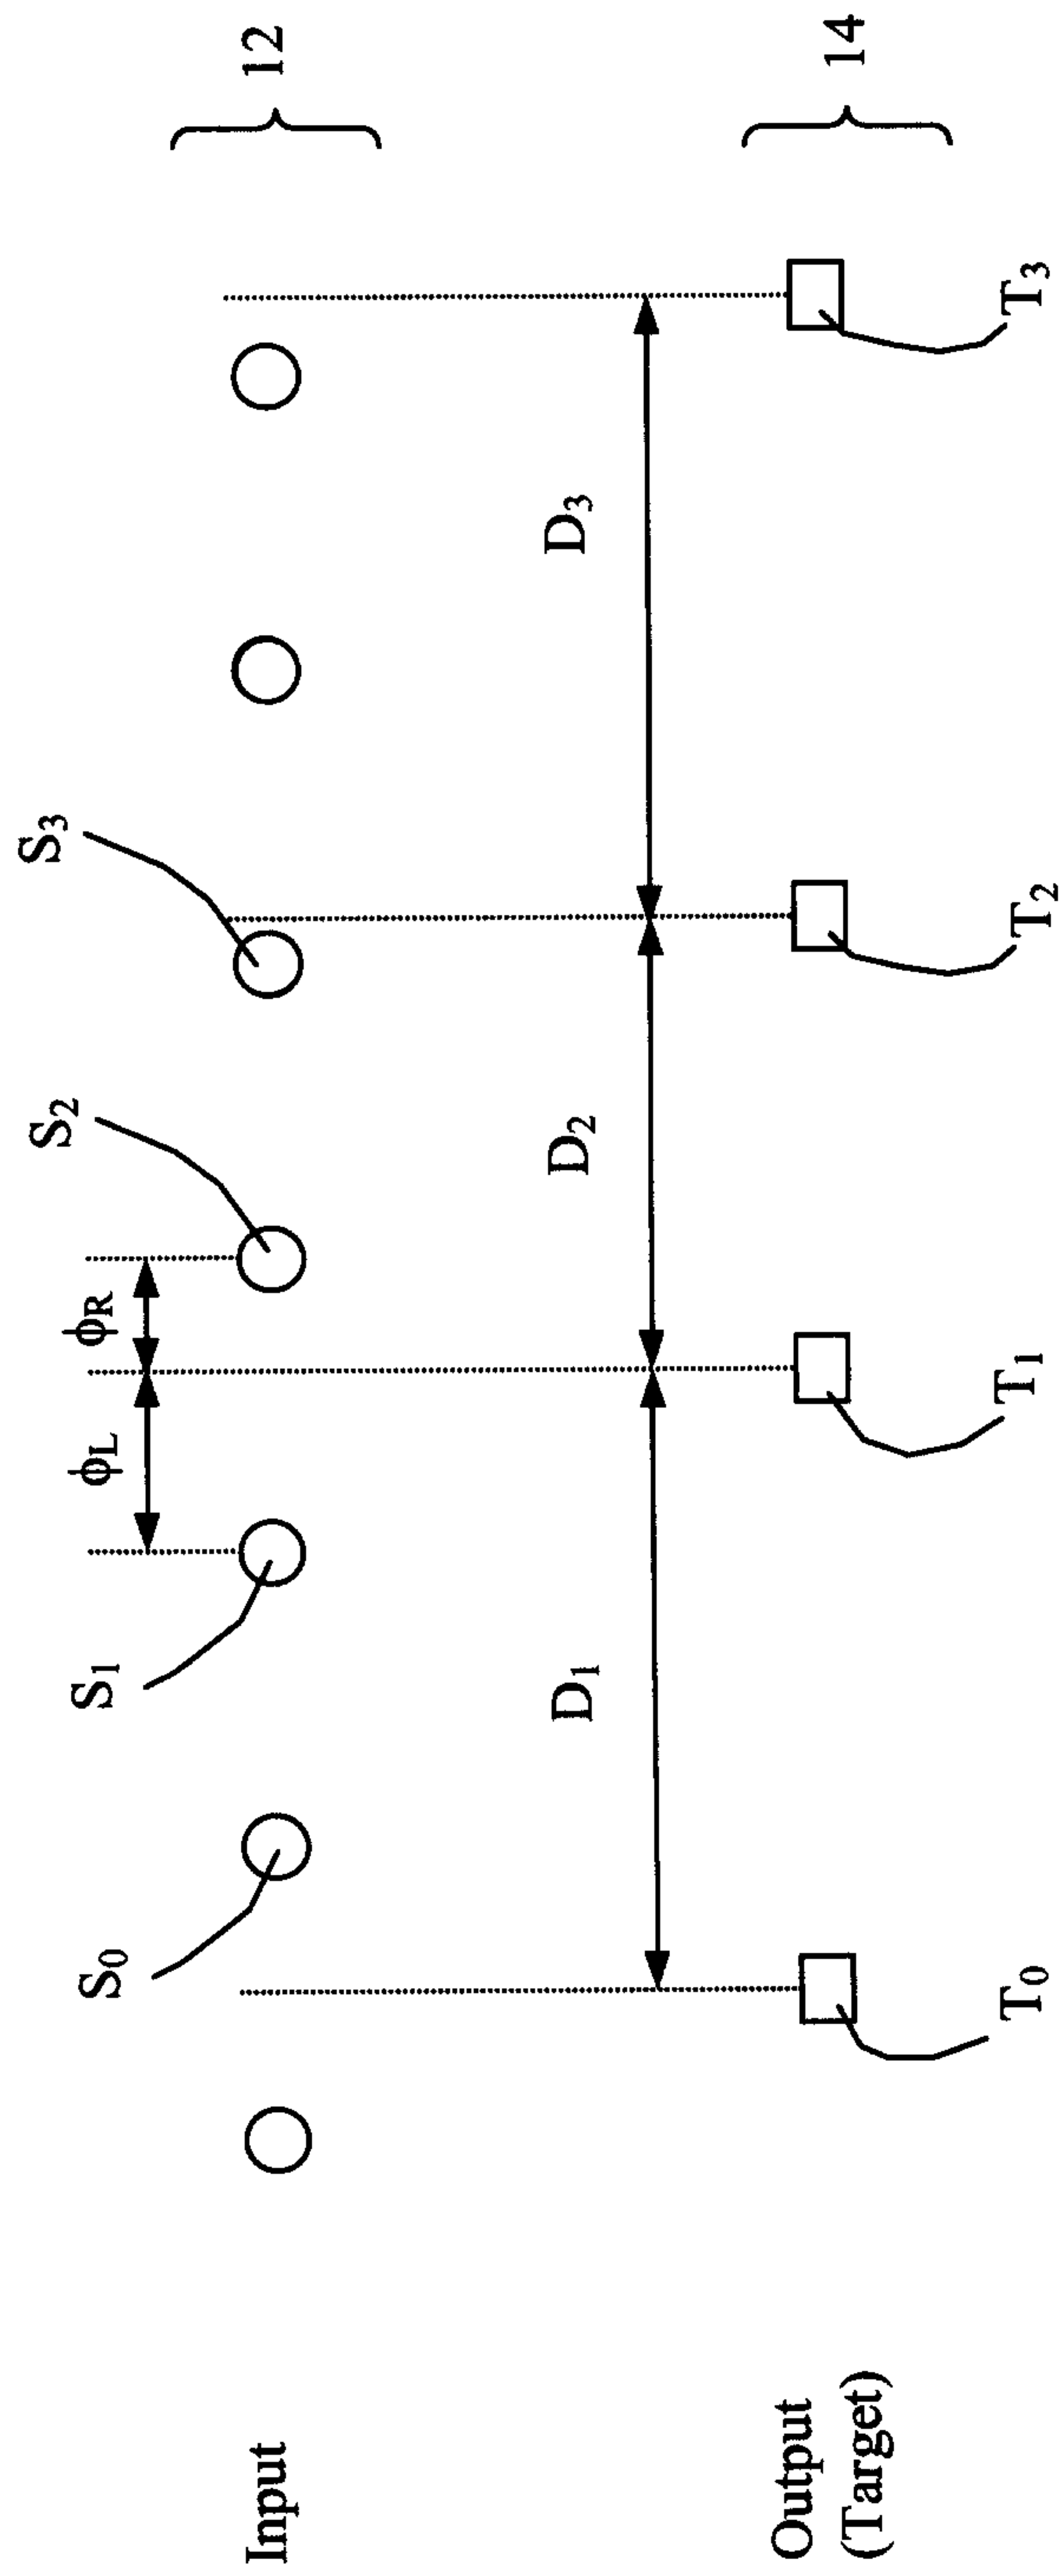 S₀
S₁
ϕL
ϕR
S₂
S₃
Input
12
D₁
D₂
D₃
Output
(Target)
14
T₀
T₁
T₂
T₃